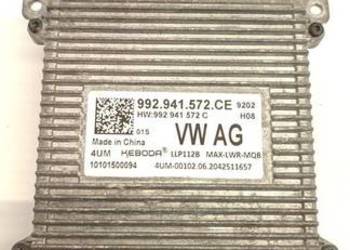 992.941.572.CE 9202
HW:992 941 572 C H08
015 VW AG
Made in China
4UM KEBODA LLP112B MAX-LWR-MQB
10101500094 4UM-00102.06.2042511657